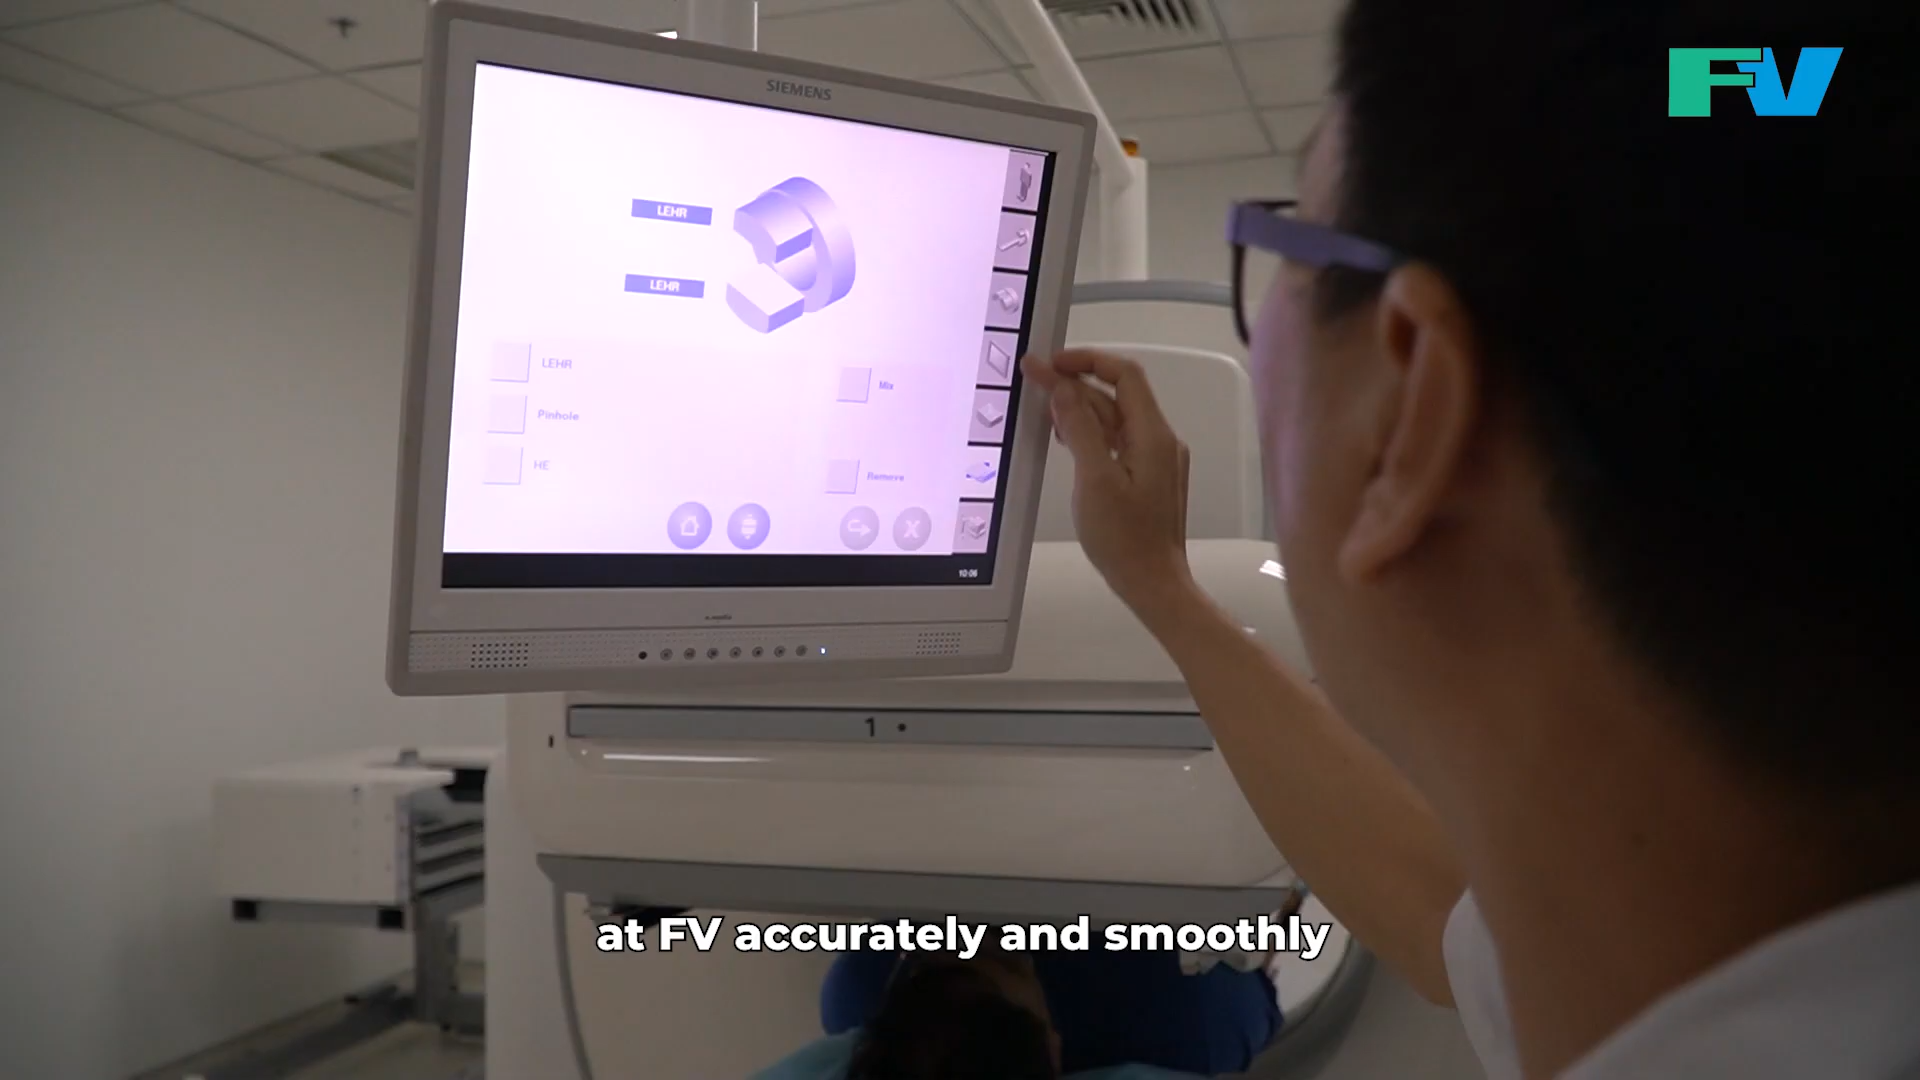 FV
SIEMENS
LEHR
LEHR
LEHR
Mix
Pinhole
HE
Remove
10:06
1
at FV accurately and smoothly